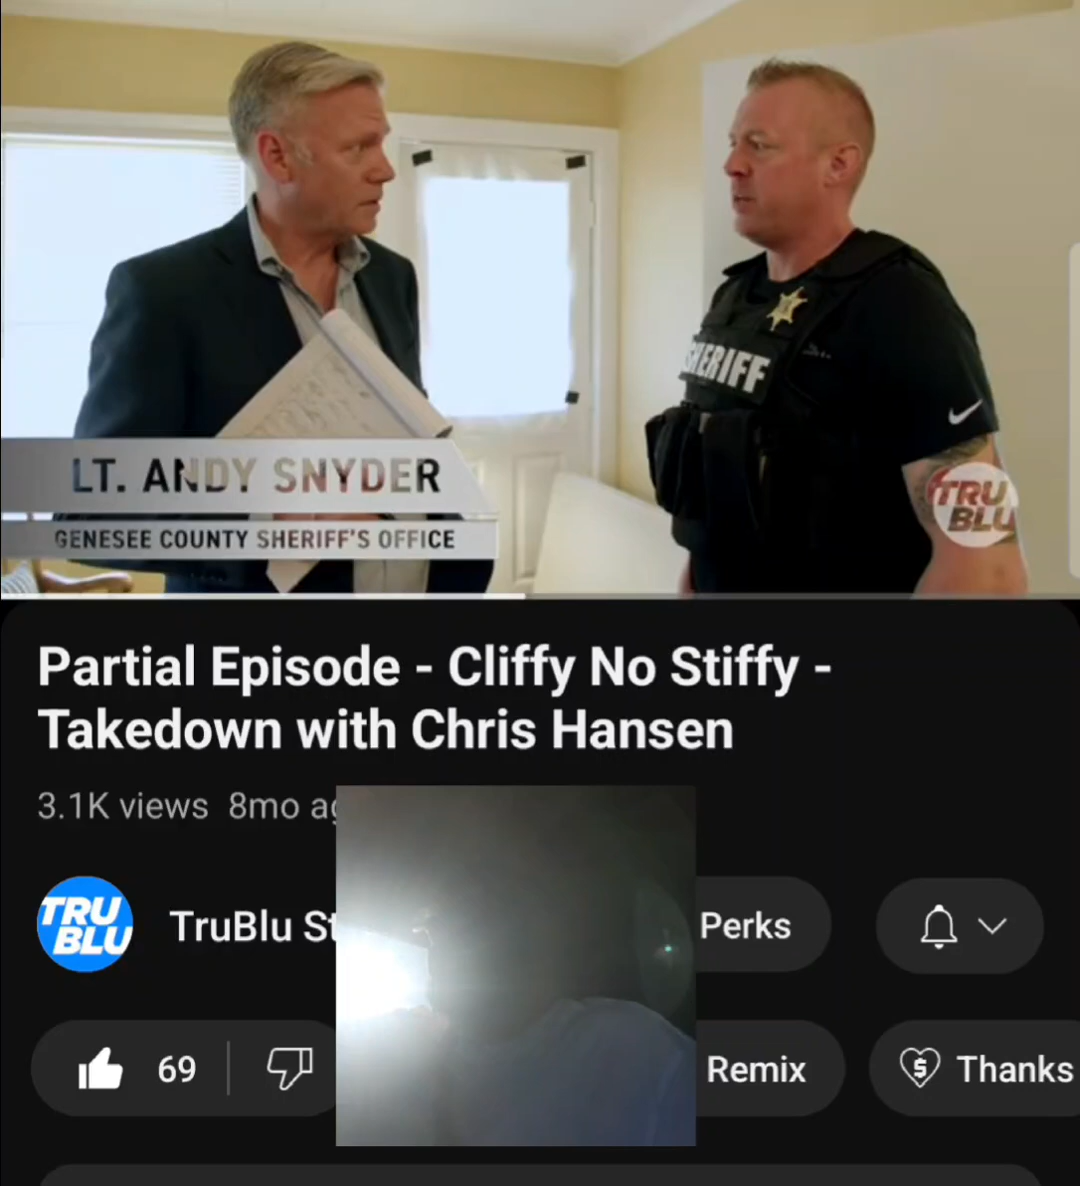 SHERIFF
TRU
BLU
LT. ANDY SNYDER
GENESEE COUNTY SHERIFF'S OFFICE
Partial Episode - Cliffy No Stiffy -
Takedown with Chris Hansen
3.1K views 8mo
TRU
BLU
TruBlu
Perks
69
Remix
Thanks